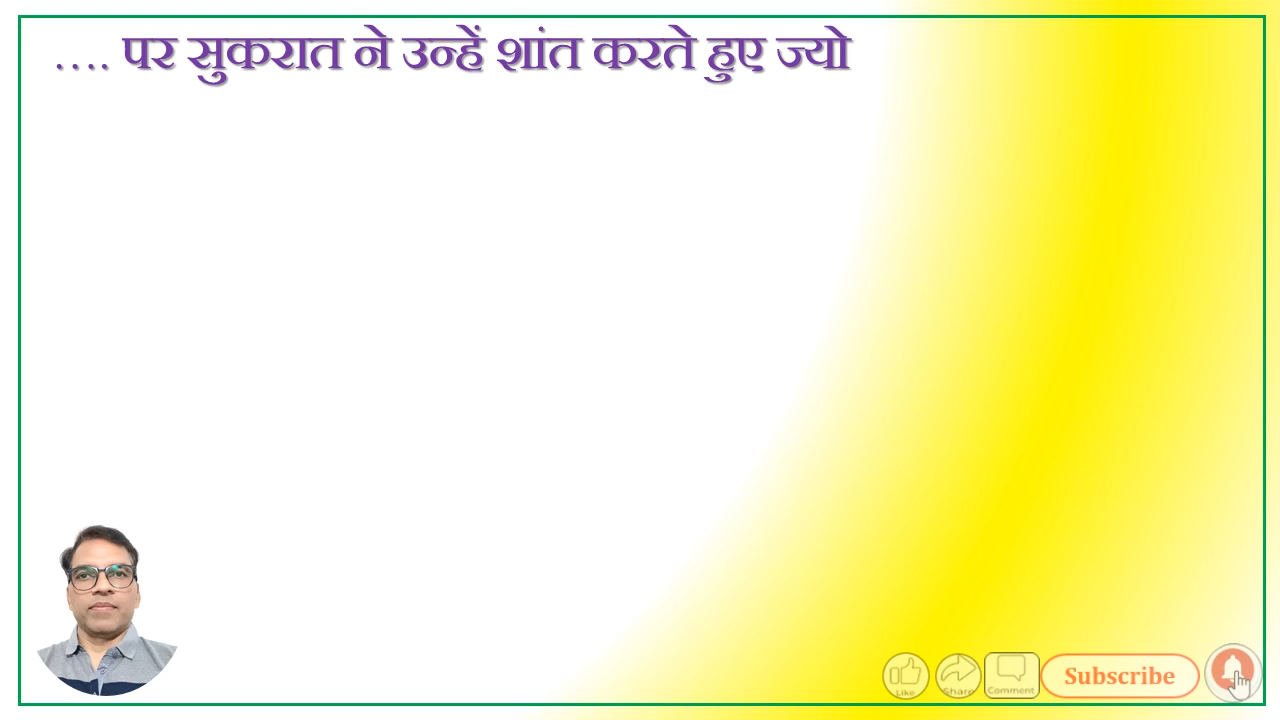 .... पर सुकरात ने उन्हें शांत करते हुए ज्यो
Like
Share
Comment
Subscribe